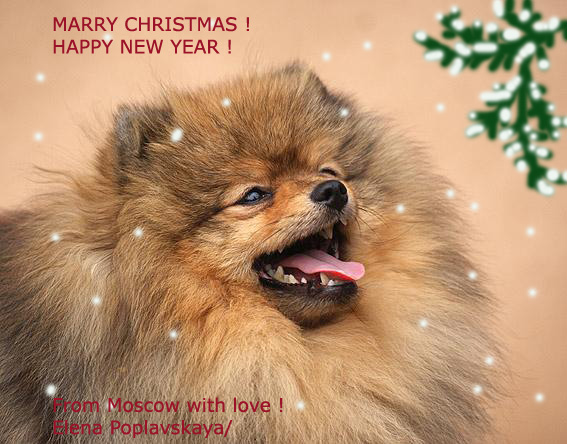 MARRY CHRISTMAS !
HAPPY NEW YEAR !
From Moscow with love !
Elena Poplavskaya/